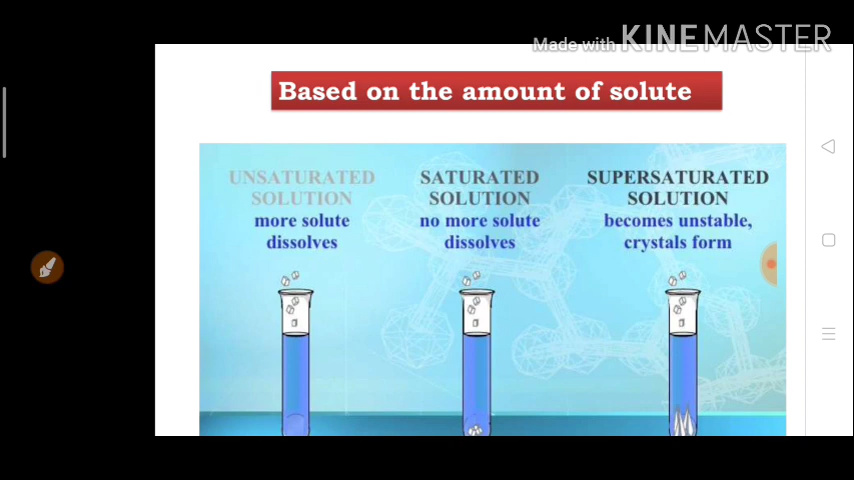 Made with KINEMASTER
Based on the amount of solute
UNSATURATED
SOLUTION
more solute
dissolves
SATURATED
SOLUTION
no more solute
dissolves
SUPERSATURATED
SOLUTION
becomes unstable,
crystals form